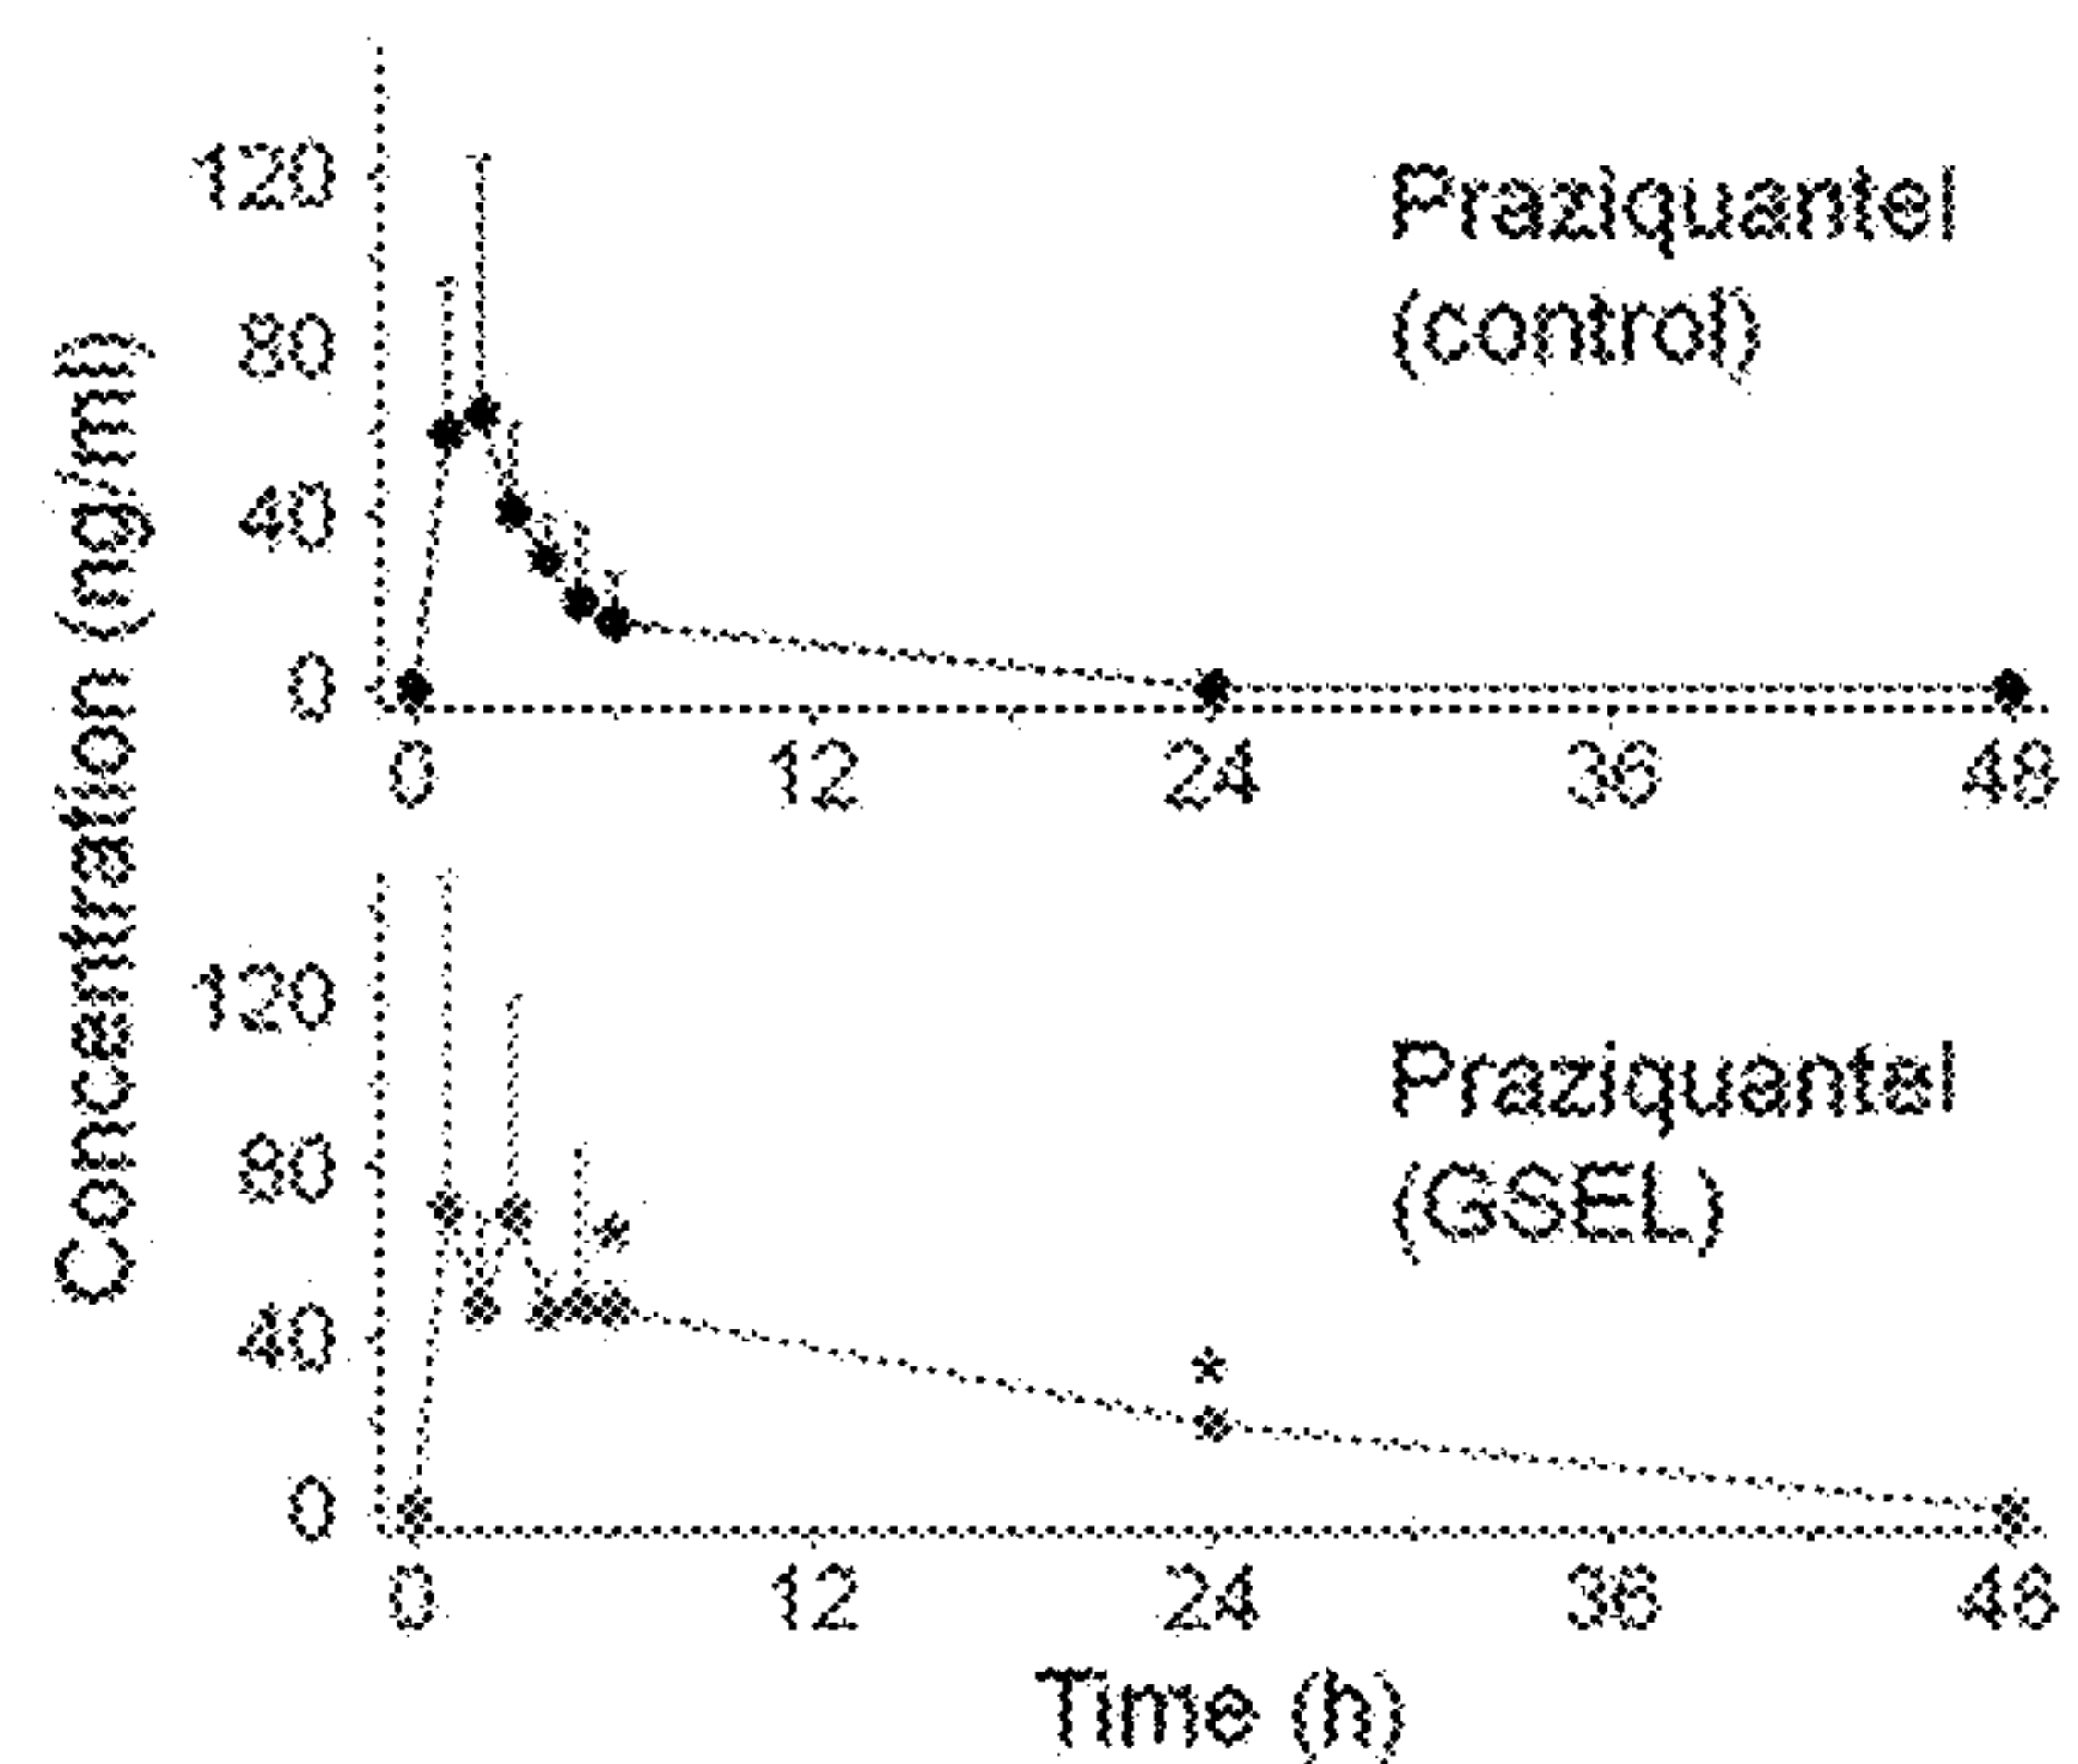 Concentration (ng/ml)
120
80
40
0
Praziquantel
(control)
0 12 24 36 48
120
80
40
0
Praziquantel
(GSEL)
*
*
0 12 24 36 48
Time (h)